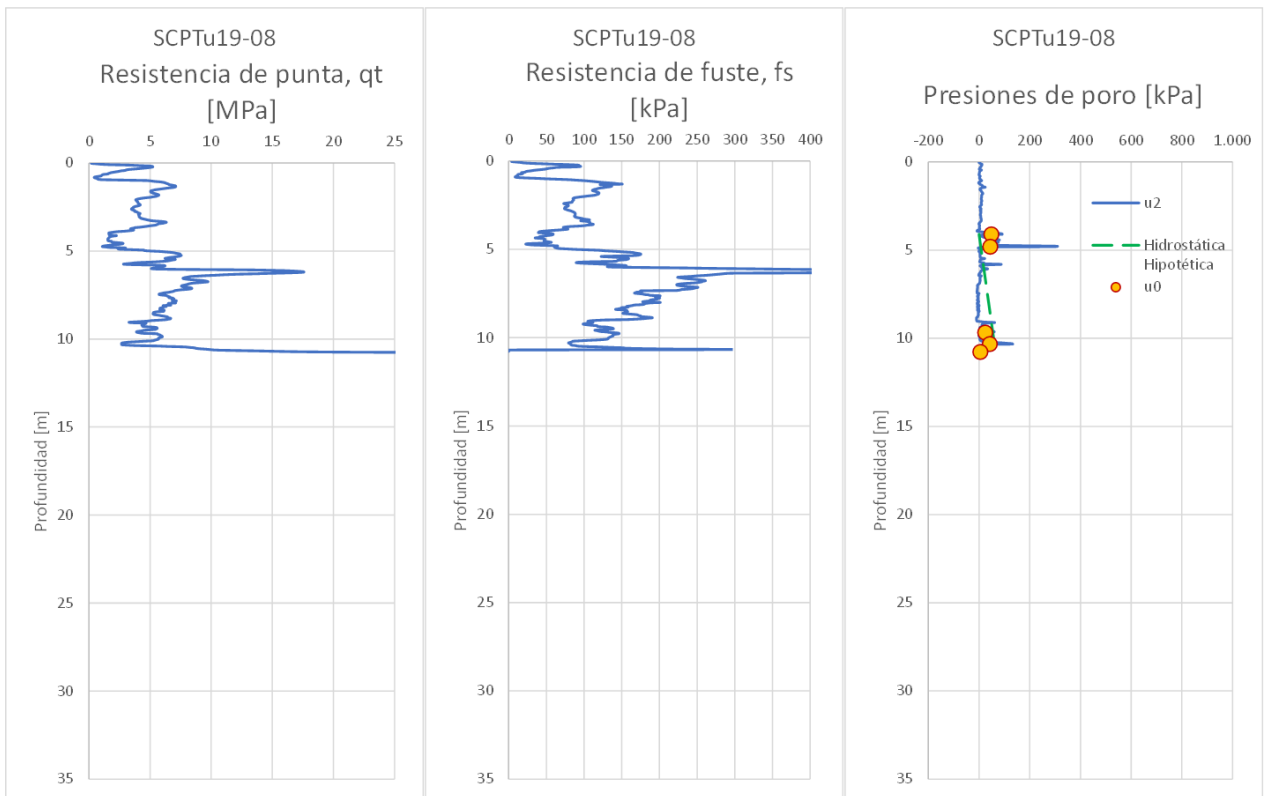 SCPTu19-08
Resistencia de punta, qt
[MPa]
0 5 10 15 20 25
0
5
10
15
20
25
30
35
Profundidad [m]
SCPTu19-08
Resistencia de fuste, fs
[kPa]
0 50 100 150 200 250 300 350 400
0
5
10
15
20
25
30
35
Profundidad [m]
SCPTu19-08
Presiones de poro [kPa]
-200 0 200 400 600 800 1.000
0
5
10
15
20
25
30
35
Profundidad [m]
u2
Hidrostática
Hipotética
u0